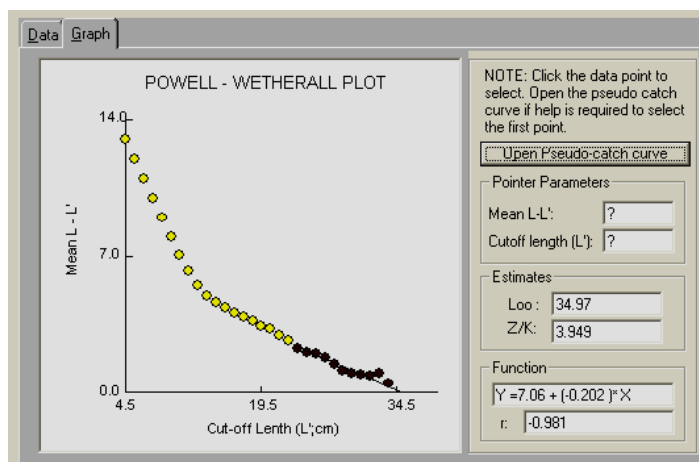 Data Graph
POWELL - WETHERALL PLOT
14.0
7.0
0.0
Mean L - L'
4.5 19.5 34.5
Cut-off Lenth (L';cm)
NOTE: Click the data point to
select. Open the pseudo catch
curve if help is required to select
the first point.
Open Pseudo-catch curve
Pointer Parameters
Mean L-L': ?
Cutoff length (L'): ?
Estimates
Loo : 34.97
Z/K: 3.949
Function
Y =7.06 + (-0.202 )* X
r: -0.981